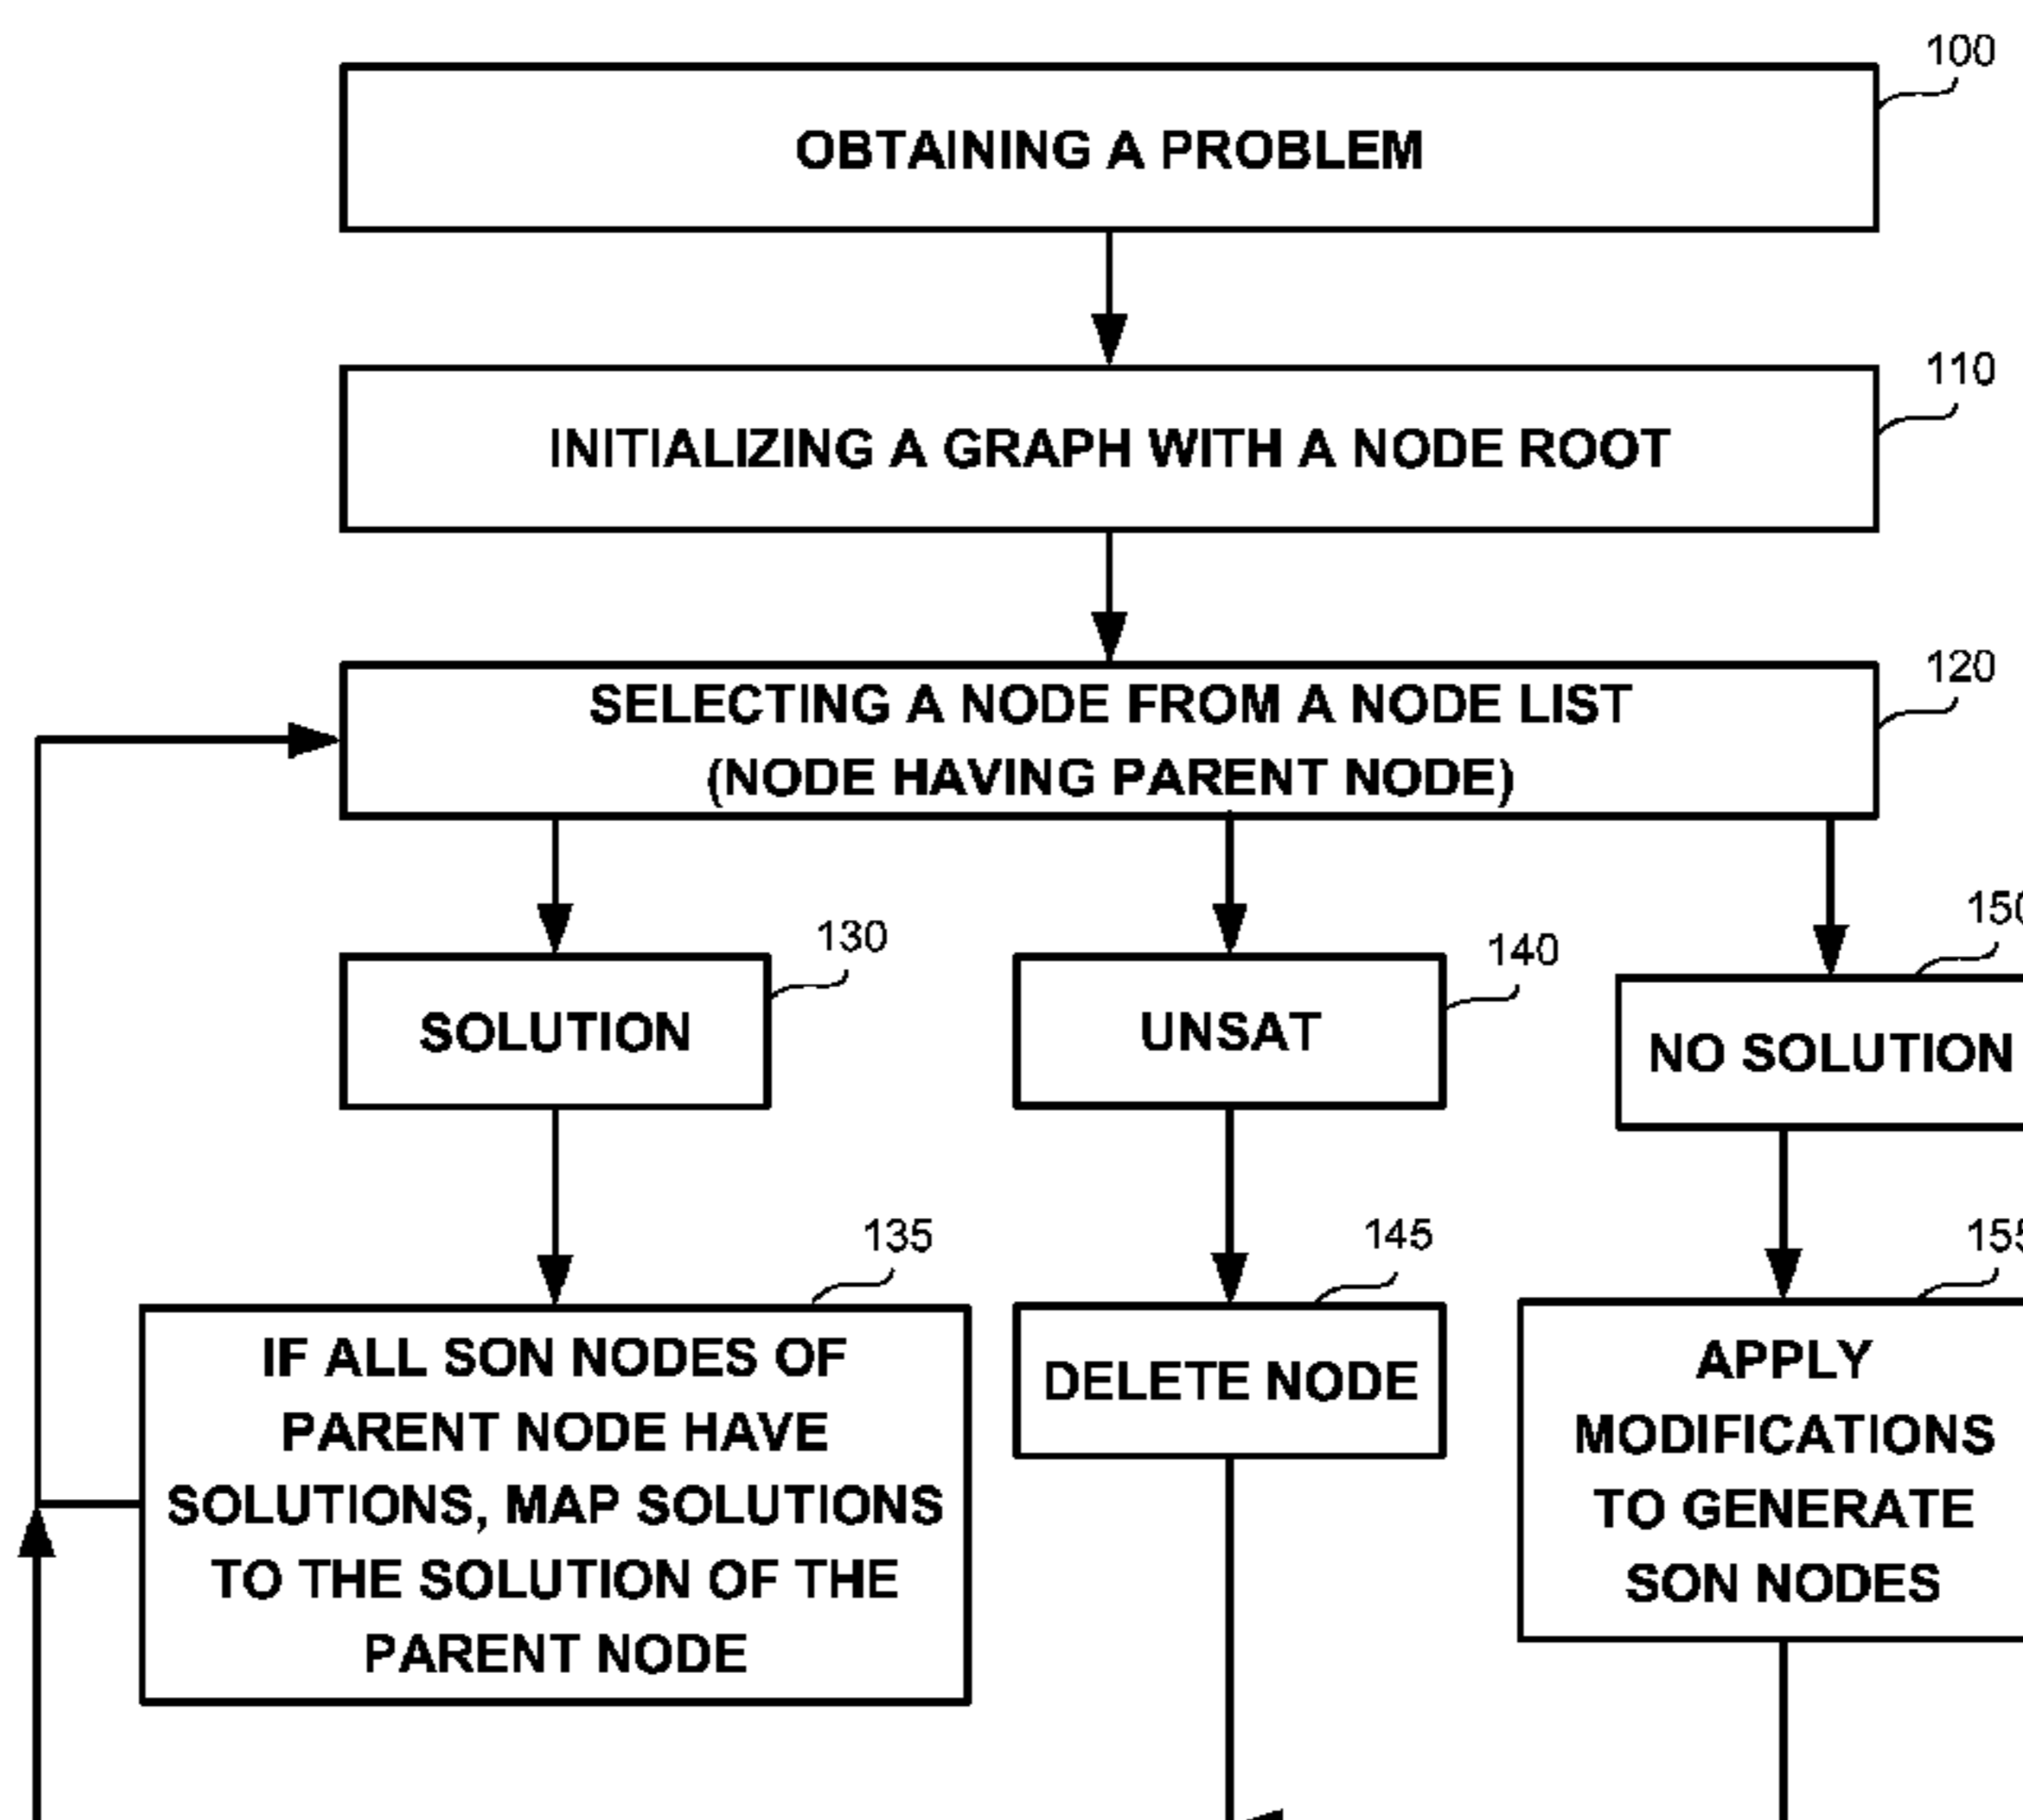 100
OBTAINING A PROBLEM
110
INITIALIZING A GRAPH WITH A NODE ROOT
120
SELECTING A NODE FROM A NODE LIST
(NODE HAVING PARENT NODE)
130
SOLUTION
140
UNSAT
150
NO SOLUTION
135
IF ALL SON NODES OF
PARENT NODE HAVE
SOLUTIONS, MAP SOLUTIONS
TO THE SOLUTION OF THE
PARENT NODE
145
DELETE NODE
155
APPLY
MODIFICATIONS
TO GENERATE
SON NODES